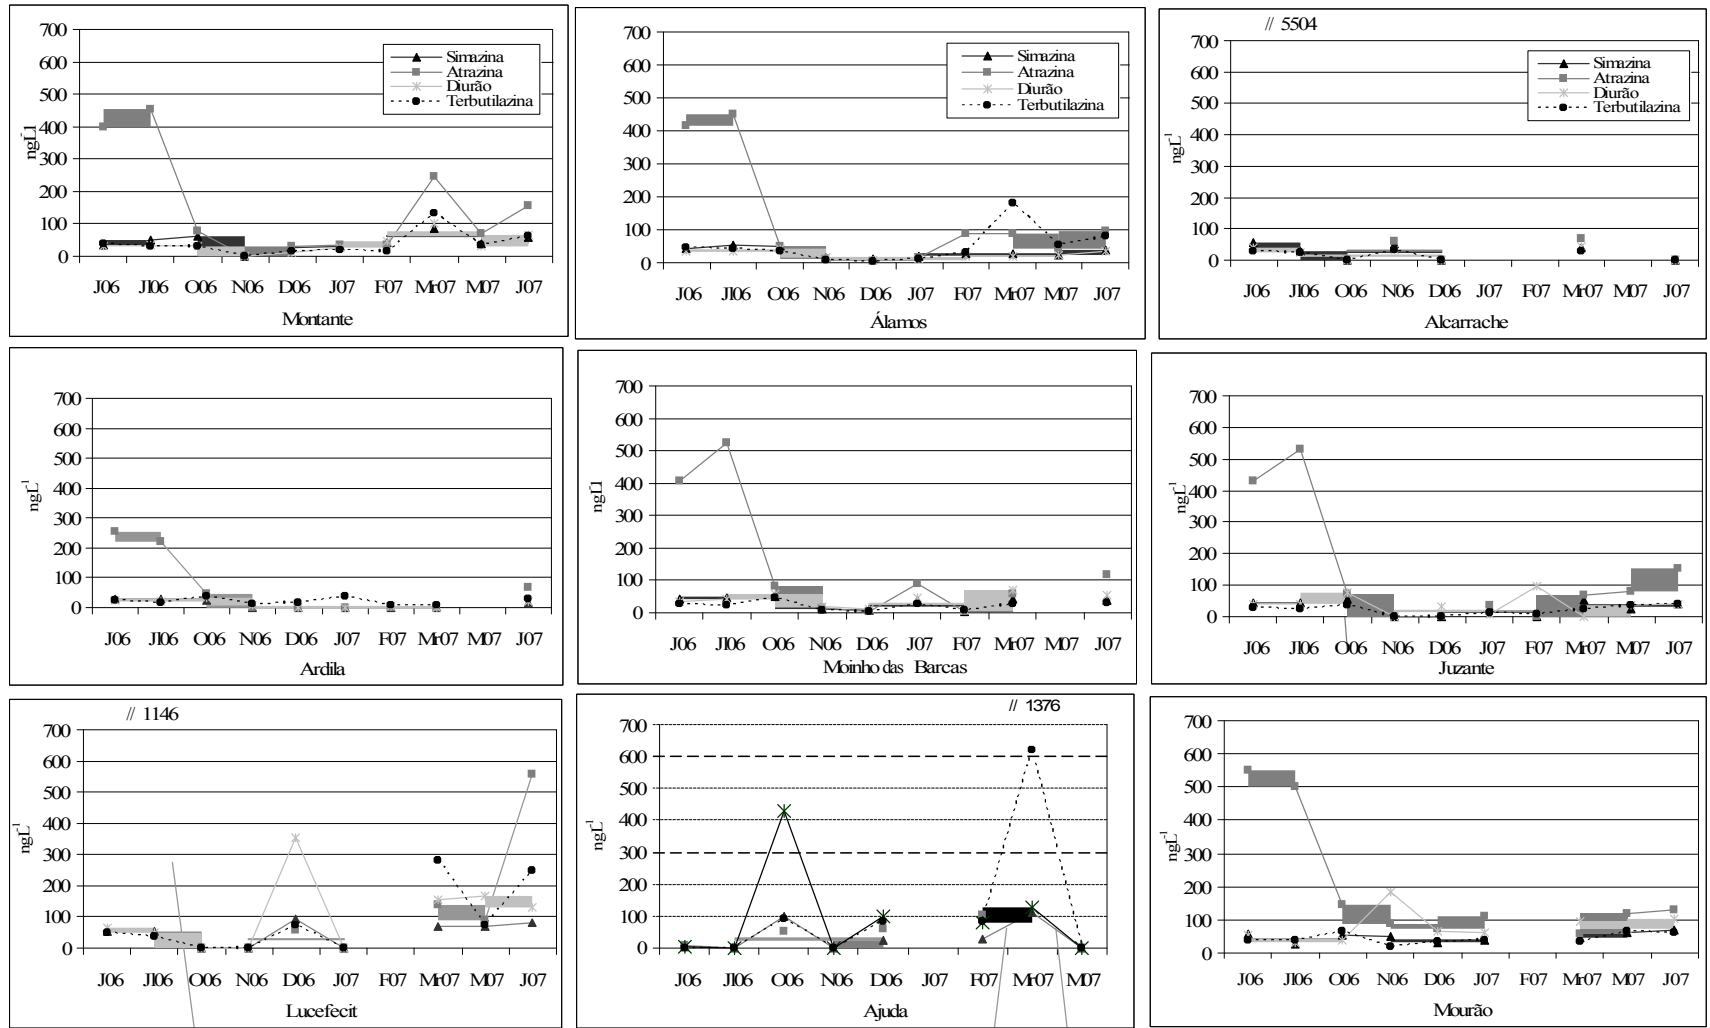 700
600
500
400
300
200
100
0
ngL1
Simazina
Atrazina
Diurão
Terbutilazina
J06 Jl06 O06 N06 D06 J07 F07 Mr07 M07 J07
Montante
700
600
500
400
300
200
100
0
Simazina
Atrazina
Diurão
Terbutilazina
J06 Jl06 O06 N06 D06 J07 F07 Mr07 M07 J07
Álamos
// 5504
700
600
500
400
300
200
100
0
ngL-1
Simazina
Atrazina
Diurão
Terbutilazina
J06 Jl06 O06 N06 D06 J07 F07 Mr07 M07 J07
Alcarrache
700
600
500
400
300
200
100
0
ngL-1
J06 Jl06 O06 N06 D06 J07 F07 Mr07 M07 J07
Ardila
700
600
500
400
300
200
100
0
ngL1
J06 Jl06 O06 N06 D06 J07 F07 Mr07 M07 J07
Moinho das Barcas
700
600
500
400
300
200
100
0
ngL-1
J06 Jl06 O06 N06 D06 J07 F07 Mr07 M07 J07
Juzante
// 1146
700
600
500
400
300
200
100
0
ngL-1
J06 Jl06 O06 N06 D06 J07 F07 Mr07 M07 J07
Lucefecit
// 1376
700
600
500
400
300
200
100
0
ngL-1
J06 Jl06 O06 N06 D06 J07 F07 Mr07 M07
Ajuda
700
600
500
400
300
200
100
0
ngL-1
J06 Jl06 O06 N06 D06 J07 F07 Mr07 M07 J07
Mourão